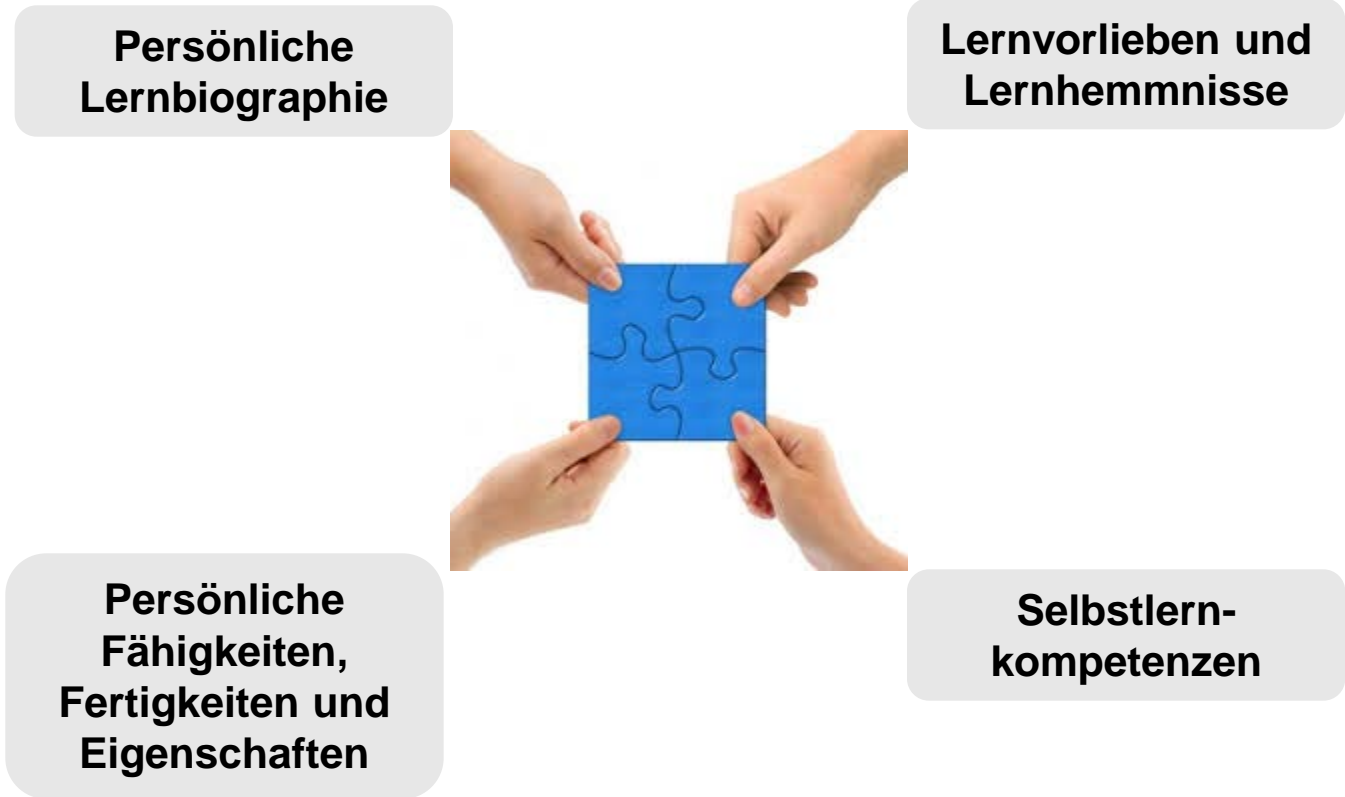 Persönliche
Lernbiographie
Lernvorlieben und
Lernhemmnisse
Persönliche
Fähigkeiten,
Fertigkeiten und
Eigenschaften
Selbstlern-
kompetenzen